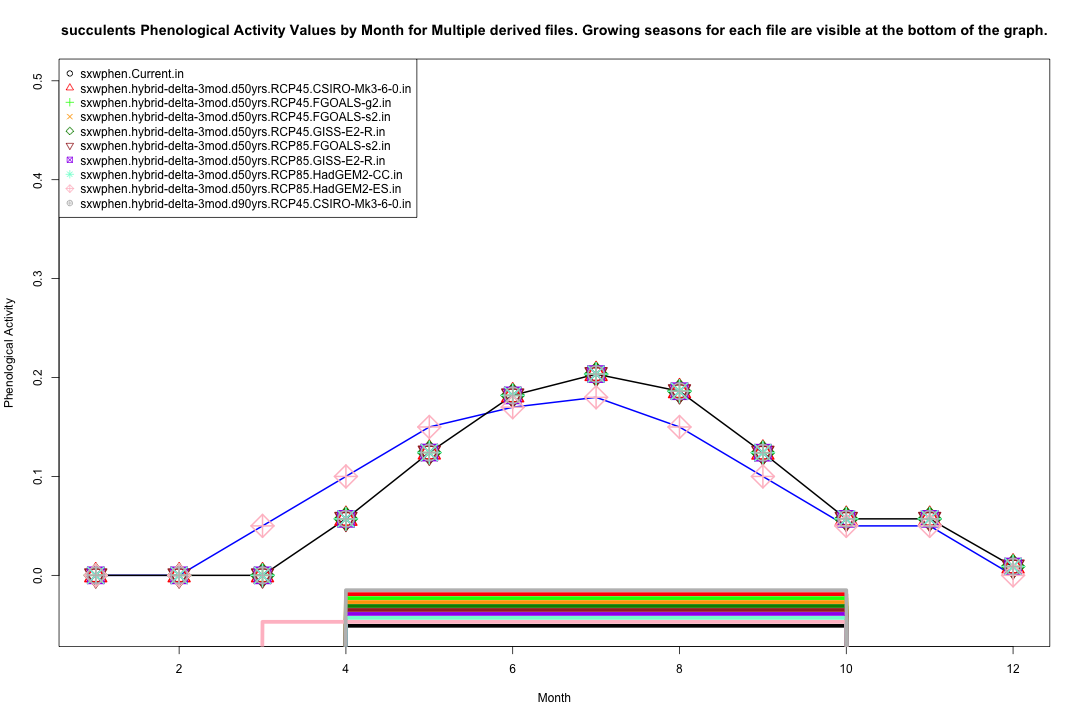 succulents Phenological Activity Values by Month for Multiple derived files. Growing seasons for each file are visible at the bottom of the graph.
sxwphen.Current.in
sxwphen.hybrid-delta-3mod.d50yrs.RCP45.CSIRO-Mk3-6-0.in
sxwphen.hybrid-delta-3mod.d50yrs.RCP45.FGOALS-g2.in
sxwphen.hybrid-delta-3mod.d50yrs.RCP45.FGOALS-s2.in
sxwphen.hybrid-delta-3mod.d50yrs.RCP45.GISS-E2-R.in
sxwphen.hybrid-delta-3mod.d50yrs.RCP85.FGOALS-s2.in
sxwphen.hybrid-delta-3mod.d50yrs.RCP85.GISS-E2-R.in
sxwphen.hybrid-delta-3mod.d50yrs.RCP85.HadGEM2-CC.in
sxwphen.hybrid-delta-3mod.d50yrs.RCP85.HadGEM2-ES.in
sxwphen.hybrid-delta-3mod.d90yrs.RCP45.CSIRO-Mk3-6-0.in
Phenological Activity
0.5
0.4
0.3
0.2
0.1
0.0
2 4 6 8 10 12
Month